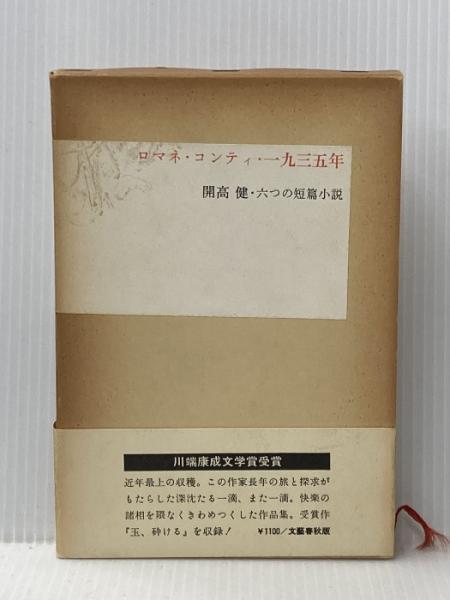 ロマネ・コンティ・一九三五年
開高 健・六つの短篇小説
川端康成文学賞受賞
近年最上の収穫。この作家長年の旅と探求が
もたらした深沈たる一滴、また一滴。快楽の
諸相を隈なくきわめつくした作品集。受賞作
『玉、砕ける』を収録！
¥1100/文藝春秋版